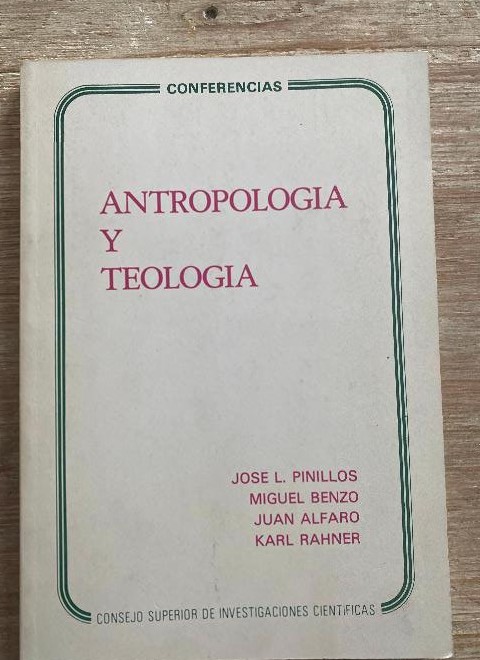 CONFERENCIAS
ANTROPOLOGIA
Y
TEOLOGIA
JOSE L. PINILLOS
MIGUEL BENZO
JUAN ALFARO
KARL RAHNER
CONSEJO SUPERIOR DE INVESTIGACIONES CIENTIFICAS